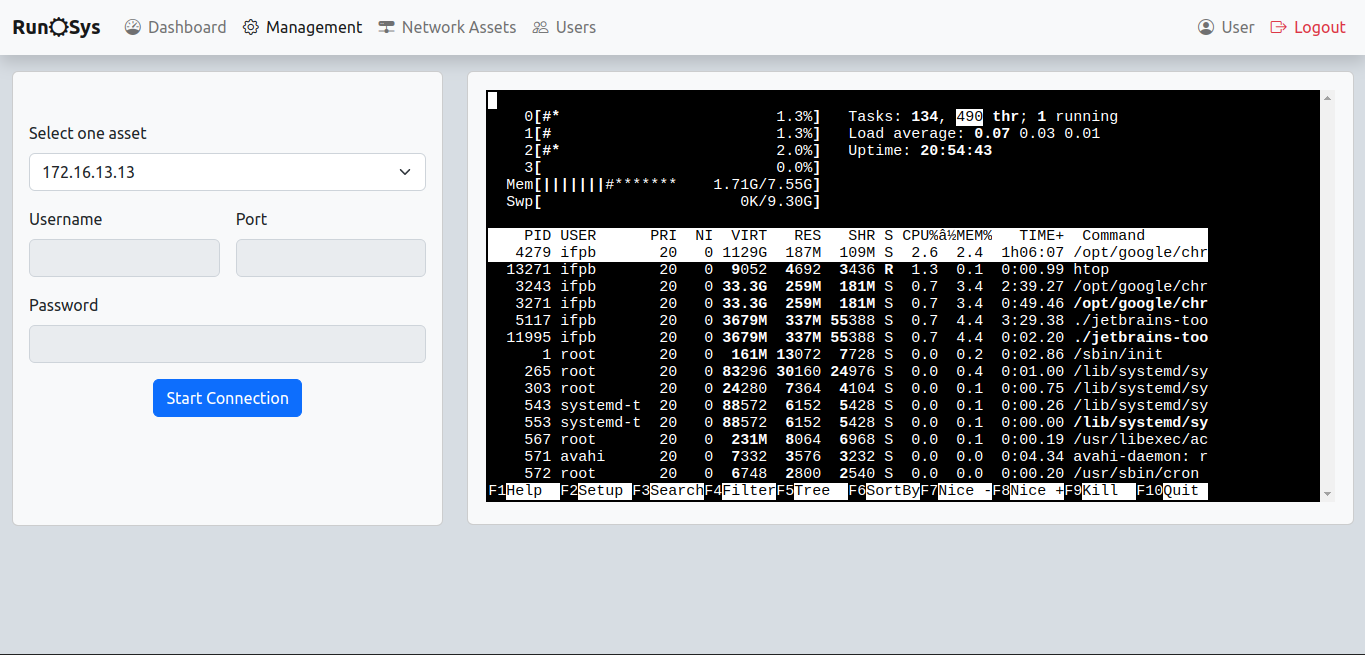 Run Sys Dashboard Management Network Assets Users User Logout
Select one asset
172.16.13.13
Username Port
Password
Start Connection
0[#* 1.3%] Tasks: 134, 490 thr; 1 running
1[# 1.3%] Load average: 0.07 0.03 0.01
2[#* 2.0%] Uptime: 20:54:43
3[ 0.0%]
Mem[|||||||#******* 1.71G/7.55G]
Swp[ 0K/9.30G]
PID USER PRI NI VIRT RES SHR S CPU%â½MEM% TIME+ Command
4279 ifpb 20 0 1129G 187M 109M S 2.6 2.4 1h06:07 /opt/google/chr
13271 ifpb 20 0 9052 4692 3436 R 1.3 0.1 0:00.99 htop
3243 ifpb 20 0 33.3G 259M 181M S 0.7 3.4 2:39.27 /opt/google/chr
3271 ifpb 20 0 33.3G 259M 181M S 0.7 3.4 0:49.46 /opt/google/chr
5117 ifpb 20 0 3679M 337M 55388 S 0.7 4.4 3:29.38 ./jetbrains-too
11995 ifpb 20 0 3679M 337M 55388 S 0.7 4.4 0:02.20 ./jetbrains-too
1 root 20 0 161M 13072 7728 S 0.0 0.2 0:02.86 /sbin/init
265 root 20 0 83296 30160 24976 S 0.0 0.4 0:01.00 /lib/systemd/sy
303 root 20 0 24280 7364 4104 S 0.0 0.1 0:00.75 /lib/systemd/sy
543 systemd-t 20 0 88572 6152 5428 S 0.0 0.1 0:00.26 /lib/systemd/sy
553 systemd-t 20 0 88572 6152 5428 S 0.0 0.1 0:00.00 /lib/systemd/sy
567 root 20 0 231M 8064 6968 S 0.0 0.1 0:00.19 /usr/libexec/ac
571 avahi 20 0 7332 3576 3232 S 0.0 0.0 0:04.34 avahi-daemon: r
572 root 20 0 6748 2800 2540 S 0.0 0.0 0:00.20 /usr/sbin/cron
F1Help F2Setup F3SearchF4FilterF5Tree F6SortByF7Nice -F8Nice +F9Kill F10Quit